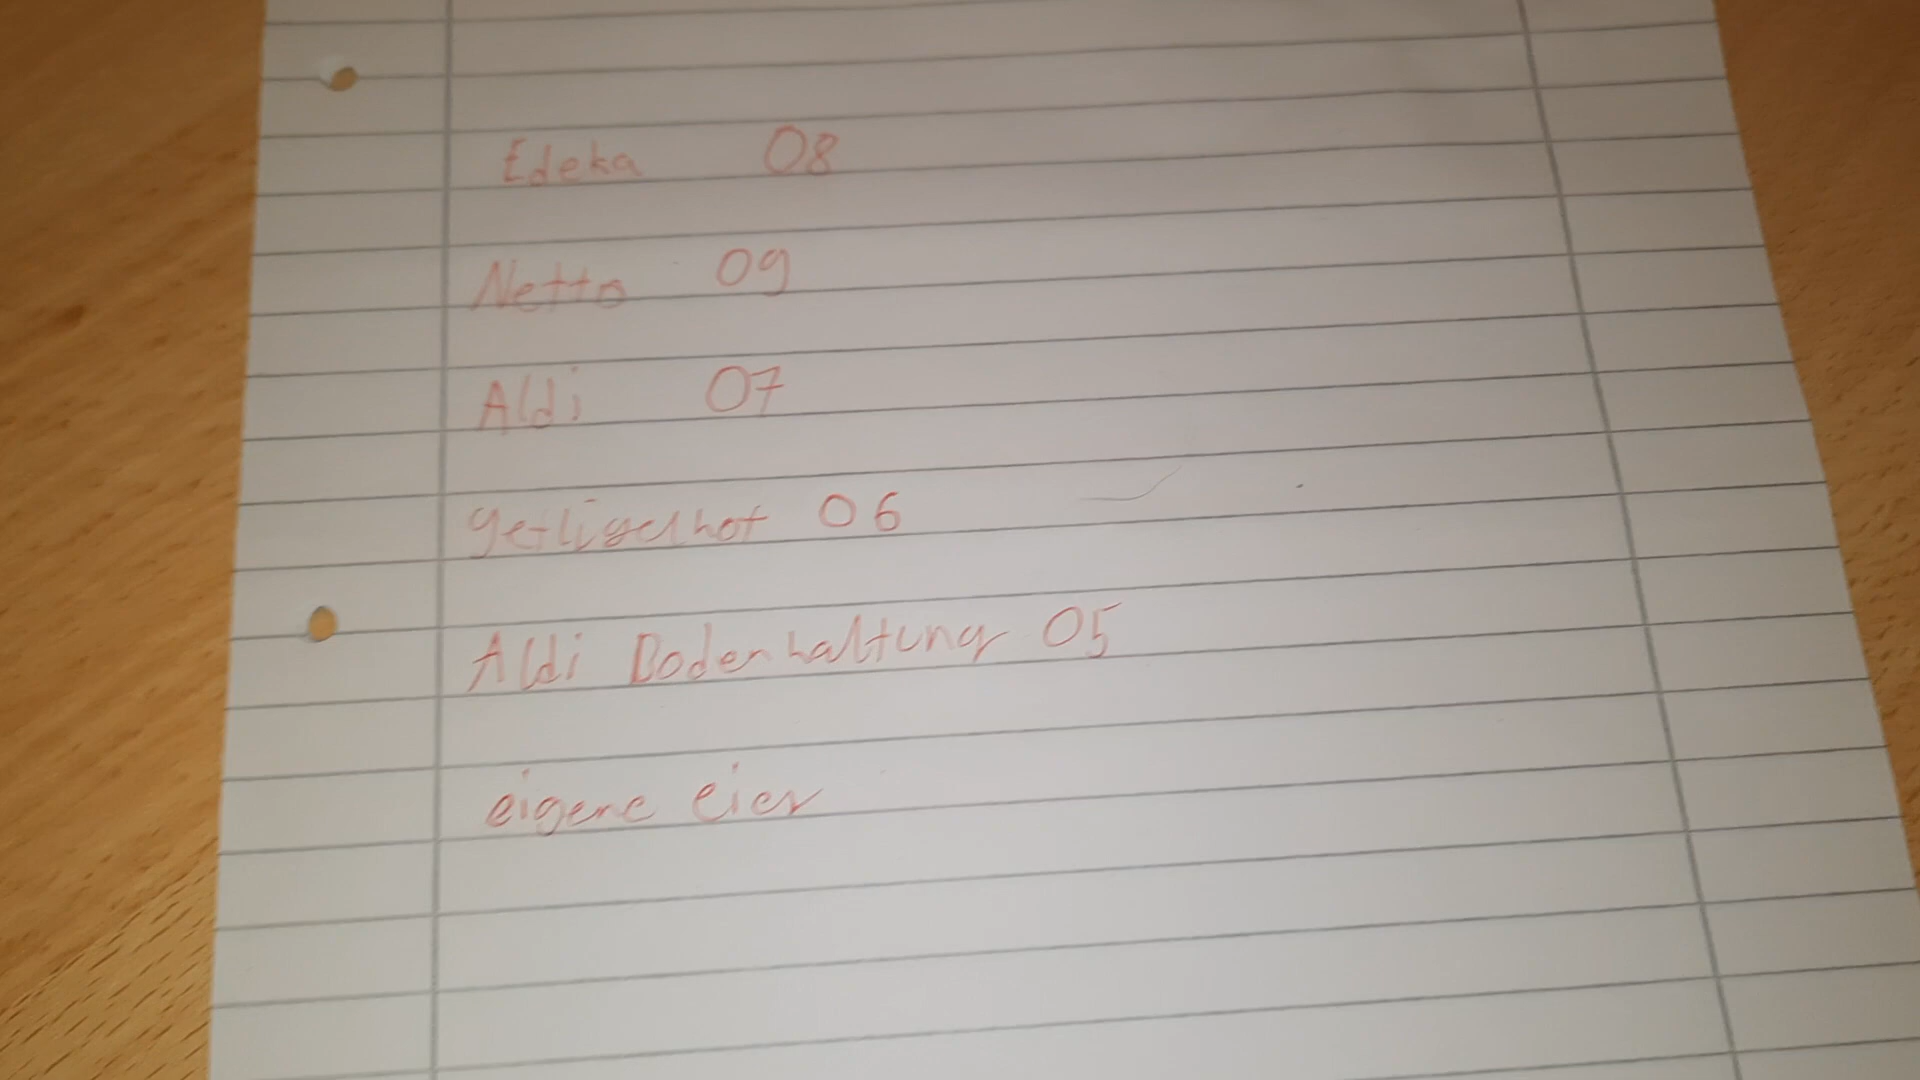 Edeka 08
Netto 09
Aldi 07
geflügelhof 06
Aldi Bodenhaltung 05
eigene eier